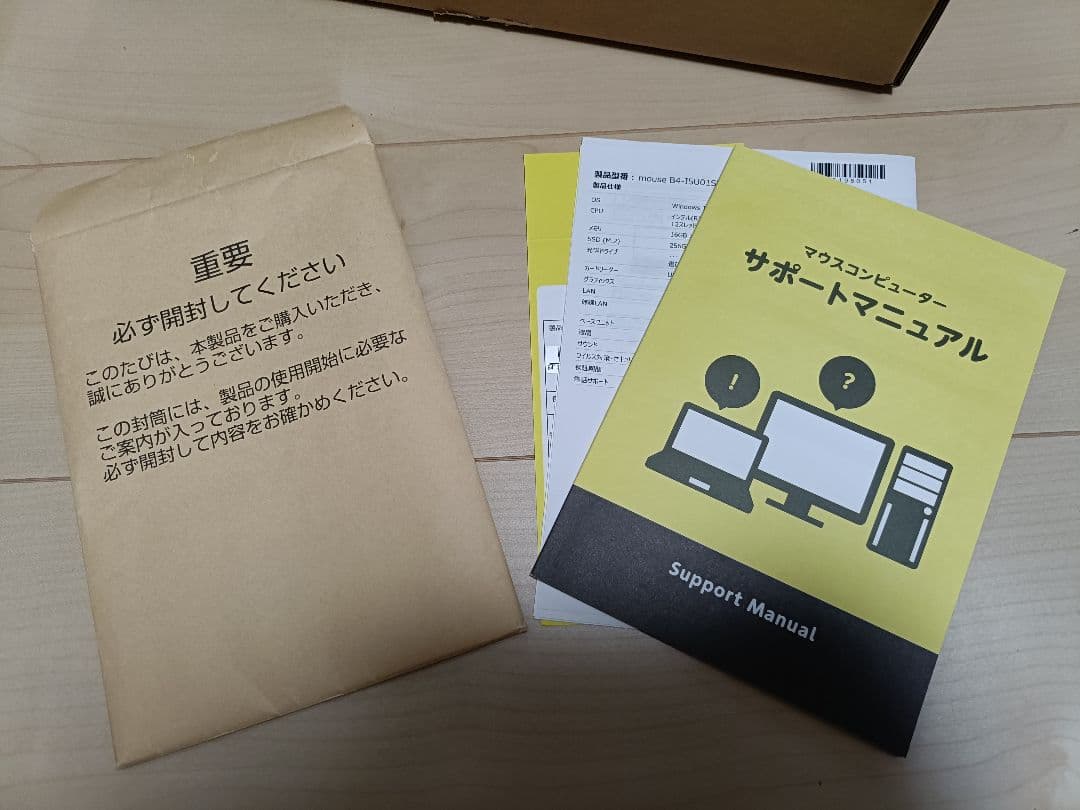 重要
必ず開封してください
このたびは、本製品をご購入いただき、
誠にありがとうございます。
この封筒には、製品の使用開始に必要な
ご案内が入っております。
必ず開封して内容をお確かめください。
製品型番： mouse B4-I5U01S
製品仕様
OS Windows
CPU インテル(R)
メモリ 16GB
SSD (M.2) 256G
光学ドライブ
カードリーダー
グラフィックス
LAN
無線LAN
ベースユニット
液晶
サウンド
保証期間
電話サポート
マウスコンピューター
サポートマニュアル
!
?
Support Manual